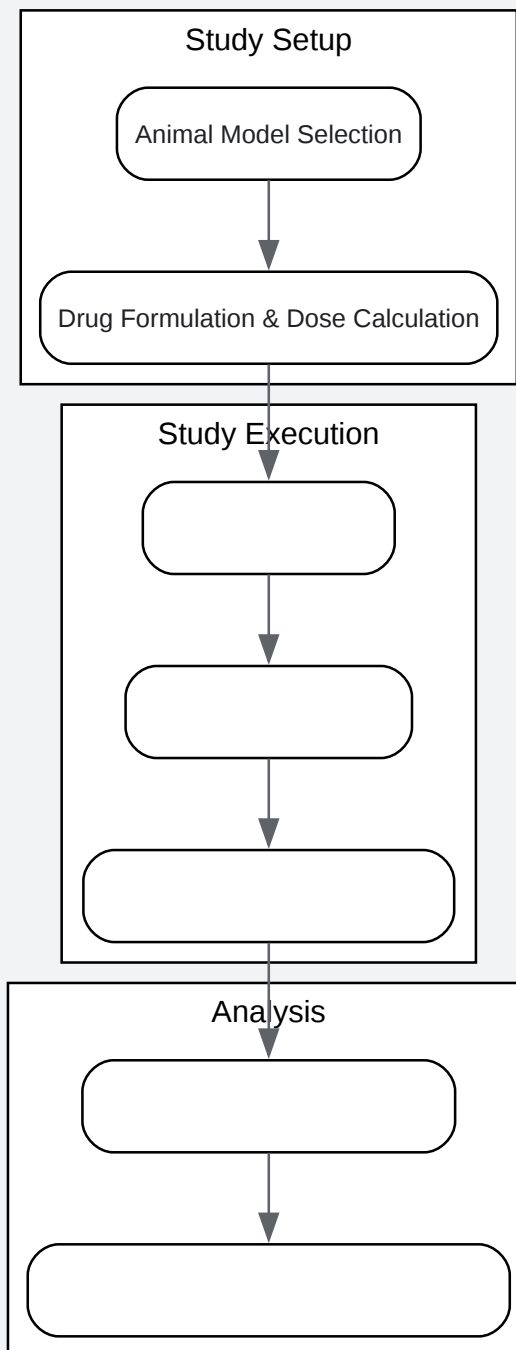 Study Setup
Animal Model Selection
Drug Formulation & Dose Calculation
Study Execution
Analysis